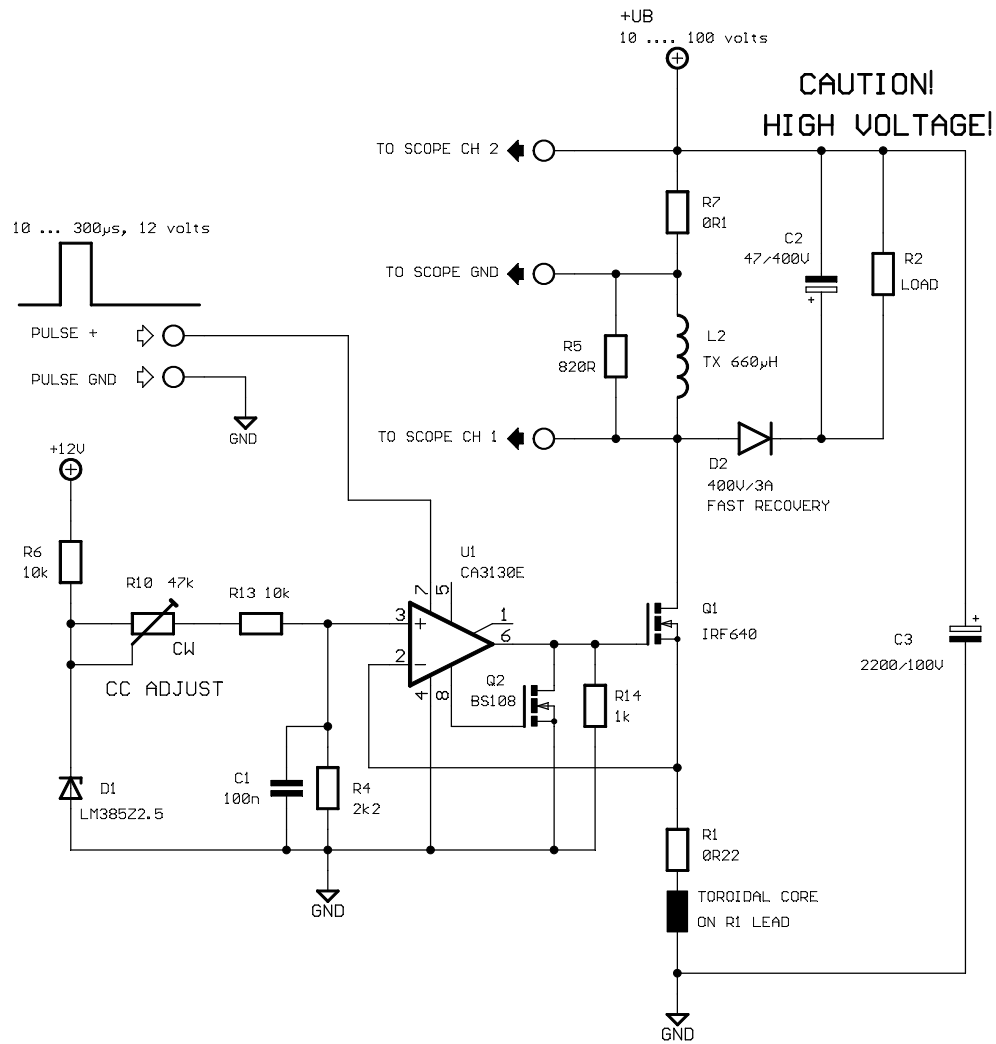 +UB
10 .... 100 volts
CAUTION!
HIGH VOLTAGE!
TO SCOPE CH 2
R7
0R1
10 ... 300µs, 12 volts
C2
47/400V
+
R2
LOAD
TO SCOPE GND
PULSE +
R5
820R
L2
TX 660µH
PULSE GND
GND
TO SCOPE CH 1
+12V
D2
400V/3A
FAST RECOVERY
R6
10k
U1
CA3130E
R10 47k
R13 10k
7
5
3
+
1
6
2
-
4
8
CW
CC ADJUST
Q1
IRF640
+
C3
2200/100V
Q2
BS108
R14
1k
D1
LM385Z2.5
C1
100n
R4
2k2
R1
0R22
TOROIDAL CORE
ON R1 LEAD
GND
GND